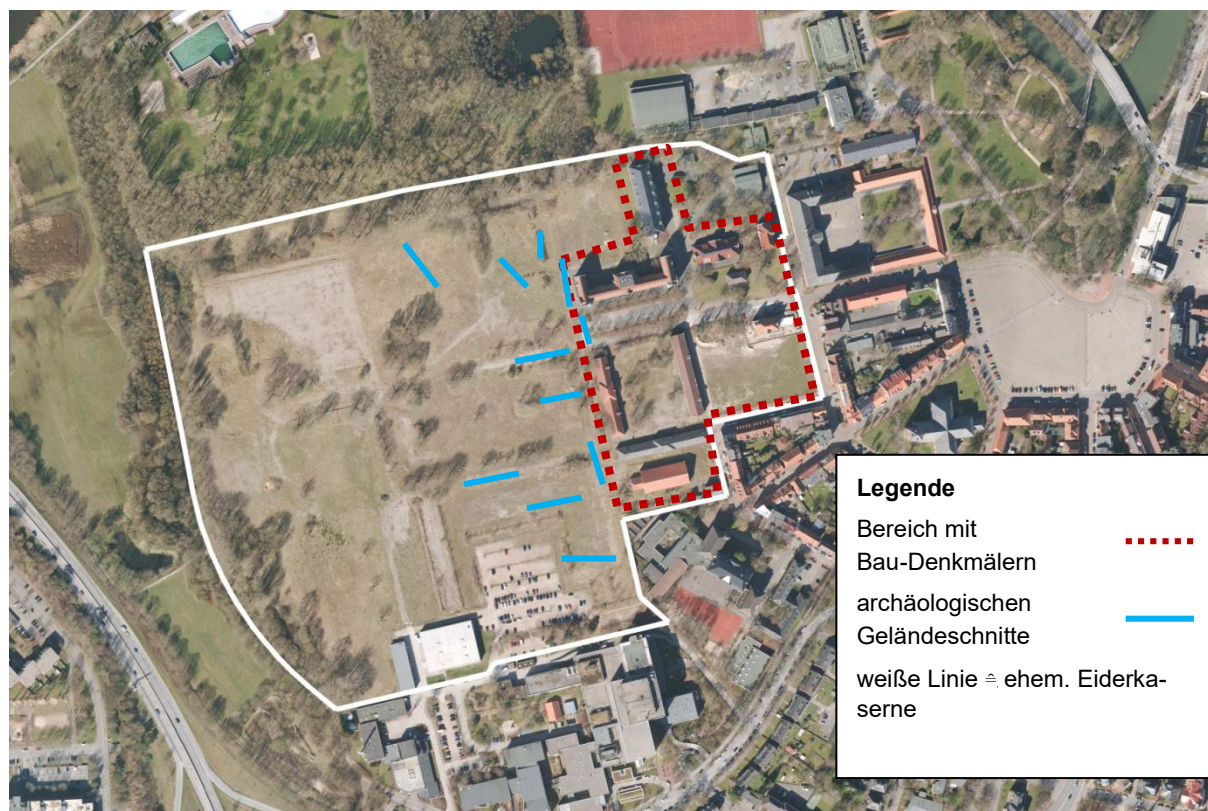 Legende
Bereich mit
Bau-Denkmälern
archäologischen
Geländeschnitte
weiße Linie ≙ ehem. Eiderka-
serne